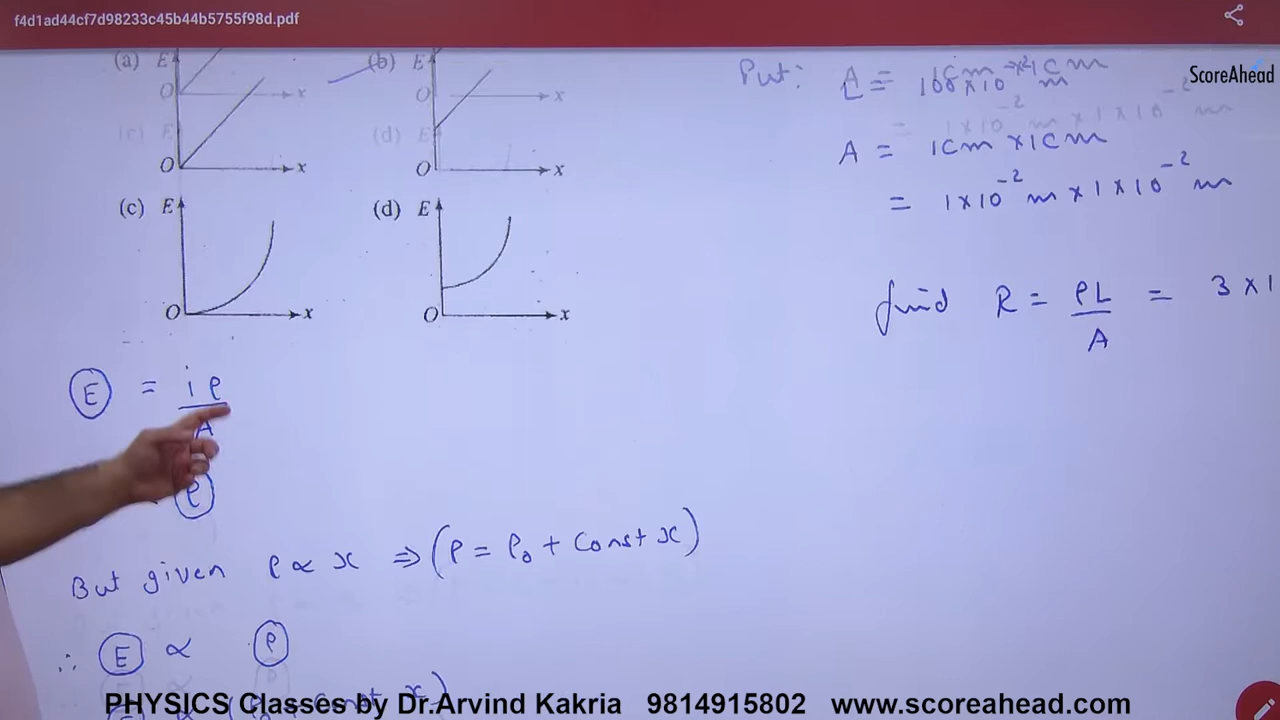 f4d1ad44cf7d98233c45b44b5755f98d.pdf
ScoreAhead
(a) E
O x
(b) E
O x
(d) E
O x
O x
(c) E
O x
(d) E
O x
Put:
A = 1cm × 1cm
= 1×10⁻² m × 1×10⁻² m
find R = ρL/A = 3 × 1
E = iρ/A
ρ
But given ρ ∝ x ⇒ (ρ = ρ₀ + Const x)
∴ E ∝ ρ
const x)
PHYSICS Classes by Dr.Arvind Kakria 9814915802 www.scoreahead.com